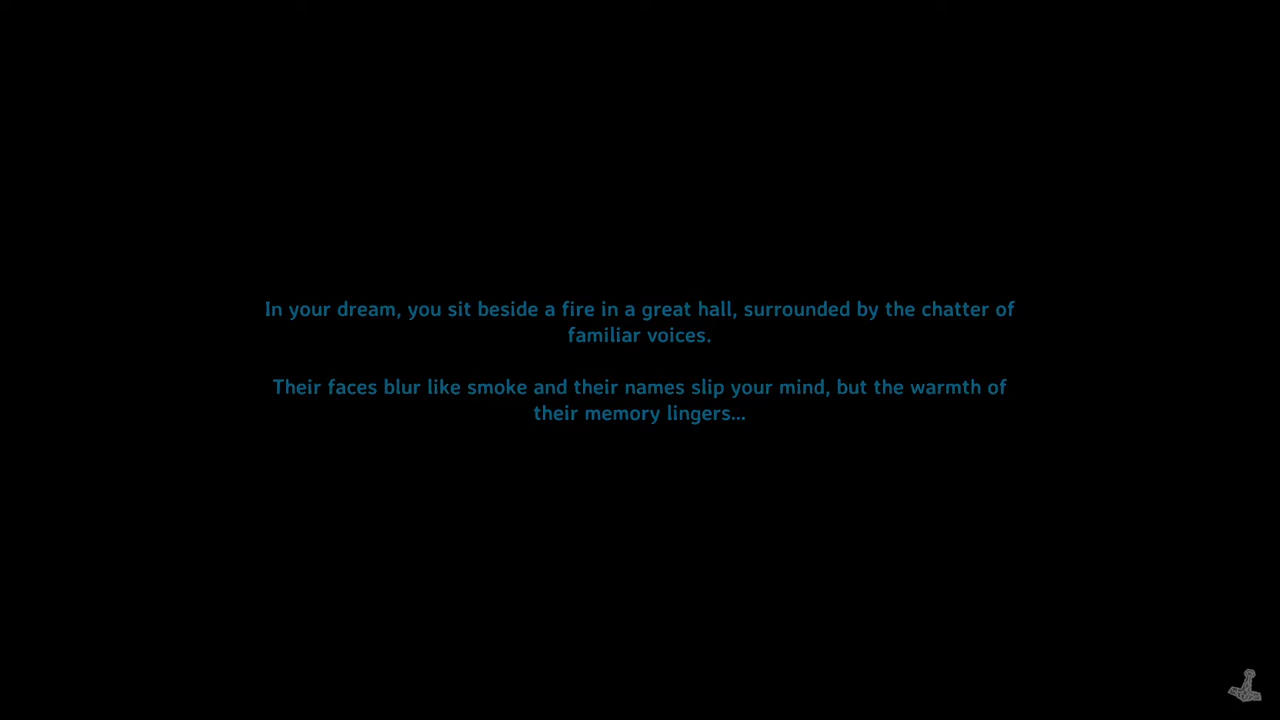 In your dream, you sit beside a fire in a great hall, surrounded by the chatter of
familiar voices.
Their faces blur like smoke and their names slip your mind, but the warmth of
their memory lingers...